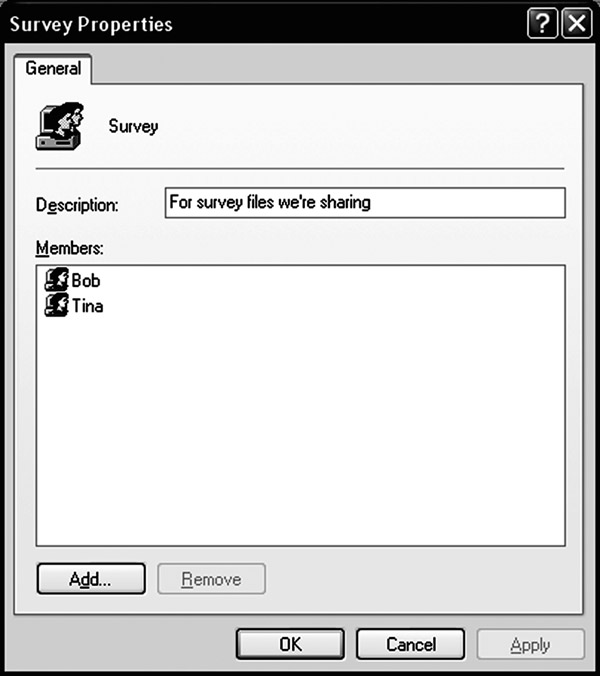 Survey Properties
General
Survey
Description: For survey files we're sharing
Members:
Bob
Tina
Add... Remove
OK Cancel Apply